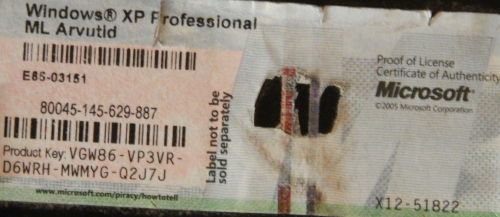 Windows® XP Professional
ML Arvutid
E85-03151
80045-145-629-887
Product Key: VGW86-VP3VR-
D6WRH-MWMYG-Q2J7J
www.microsoft.com/piracy/howtotell
Label not to be
sold separately
Proof of License
Certificate of Authenticity
Microsoft
©2005 Microsoft Corporation
X12-51822